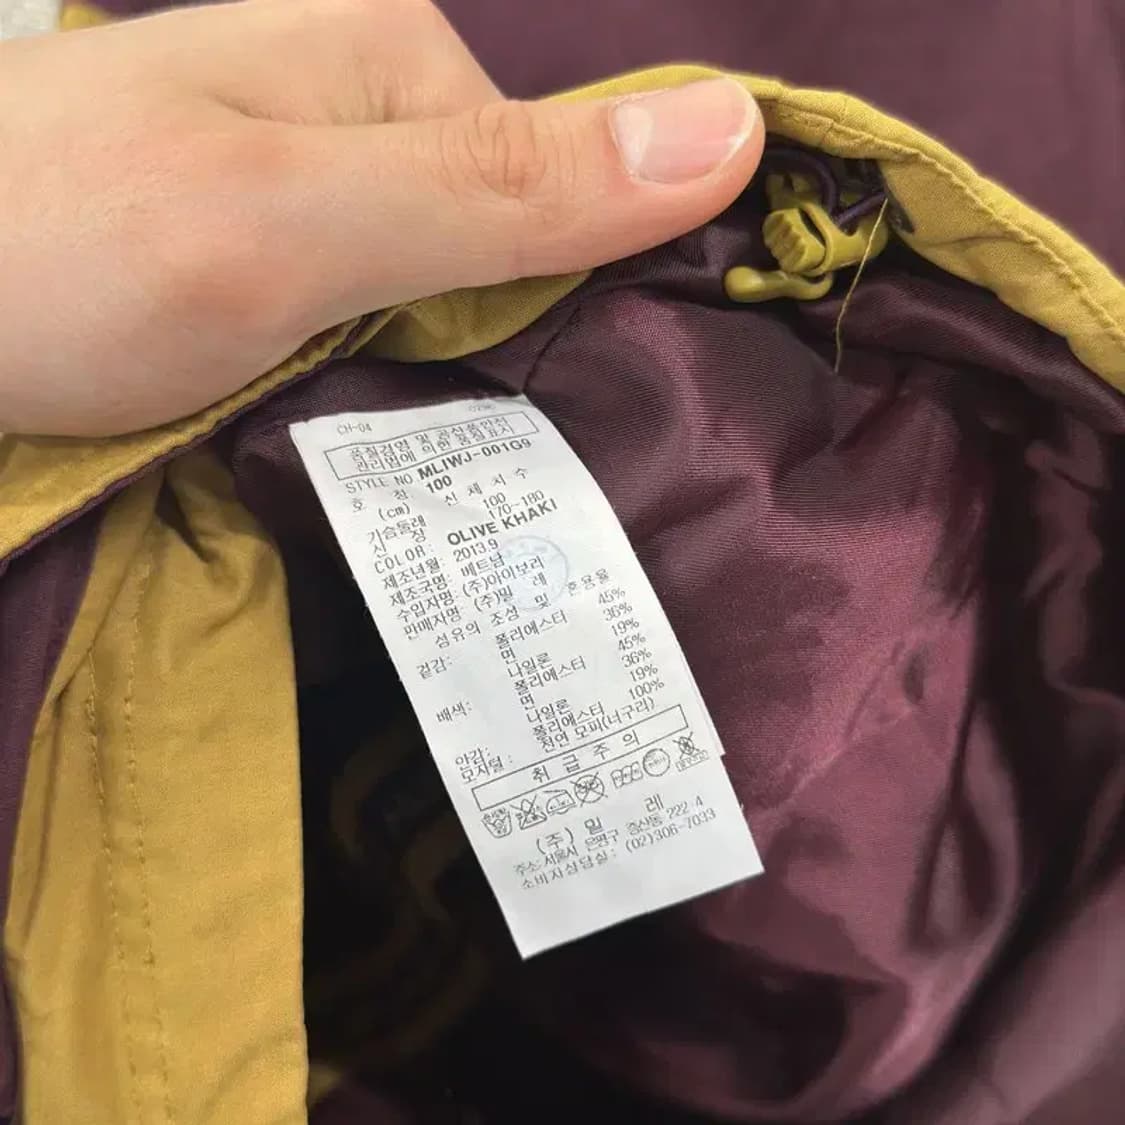 CH-04
품질경영 및 공산품안전
관리법에 의한 품질표시
STYLE NO MLIWJ-001G9
호 칭 100
(cm) 신 체 치 수
가슴둘레 100
신 장 170-180
COLOR: OLIVE KHAKI
제조년월: 2013.9
제조국명: 베트남
수입자명: (주)아이보리
판매자명: (주)밀 레
섬유의 조성 및 혼용율
겉감: 폴리에스터 45%
면 36%
나일론 19%
배색: 폴리에스터 45%
면 36%
나일론 19%
안감: 폴리에스터 100%
모자털: 천연 모피(너구리)
취 급 주 의
(주) 밀 레
주소:서울시 은평구 증산동 222-4
소비자상담실: (02)306-7033